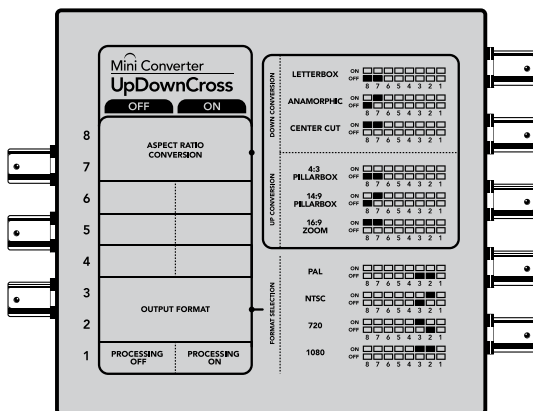 Mini Converter
UpDownCross
OFF ON
8
ASPECT RATIO
CONVERSION
7
6
5
4
3
OUTPUT FORMAT
2
1
PROCESSING OFF
PROCESSING ON
DOWN CONVERSION
LETTERBOX
ON
OFF
8 7 6 5 4 3 2 1
ANAMORPHIC
ON
OFF
8 7 6 5 4 3 2 1
CENTER CUT
ON
OFF
8 7 6 5 4 3 2 1
UP CONVERSION
4:3
PILLARBOX
ON
OFF
8 7 6 5 4 3 2 1
14:9
PILLARBOX
ON
OFF
8 7 6 5 4 3 2 1
16:9
ZOOM
ON
OFF
8 7 6 5 4 3 2 1
FORMAT SELECTION
PAL
ON
OFF
8 7 6 5 4 3 2 1
NTSC
ON
OFF
8 7 6 5 4 3 2 1
720
ON
OFF
8 7 6 5 4 3 2 1
1080
ON
OFF
8 7 6 5 4 3 2 1